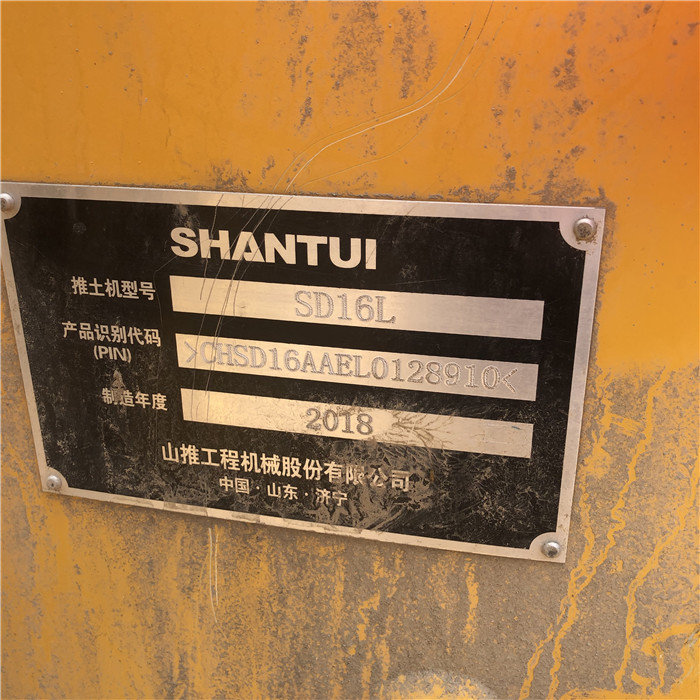 SHANTUI
推土机型号 SD16L
产品识别代码 >CHSD16AAEL0128910<
(PIN)
制造年度 2018
山推工程机械股份有限公司
中国·山东·济宁